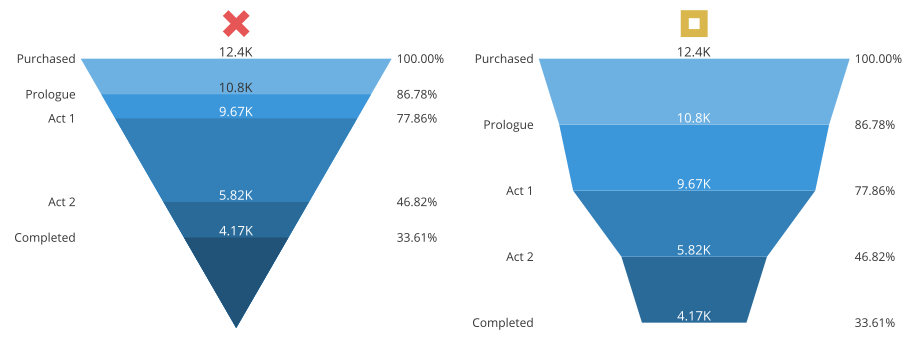 12.4K
Purchased 100.00%
10.8K
Prologue 86.78%
9.67K
Act 1 77.86%
5.82K
Act 2 46.82%
4.17K
Completed 33.61%
12.4K
Purchased 100.00%
10.8K
Prologue 86.78%
9.67K
Act 1 77.86%
5.82K
Act 2 46.82%
4.17K
Completed 33.61%